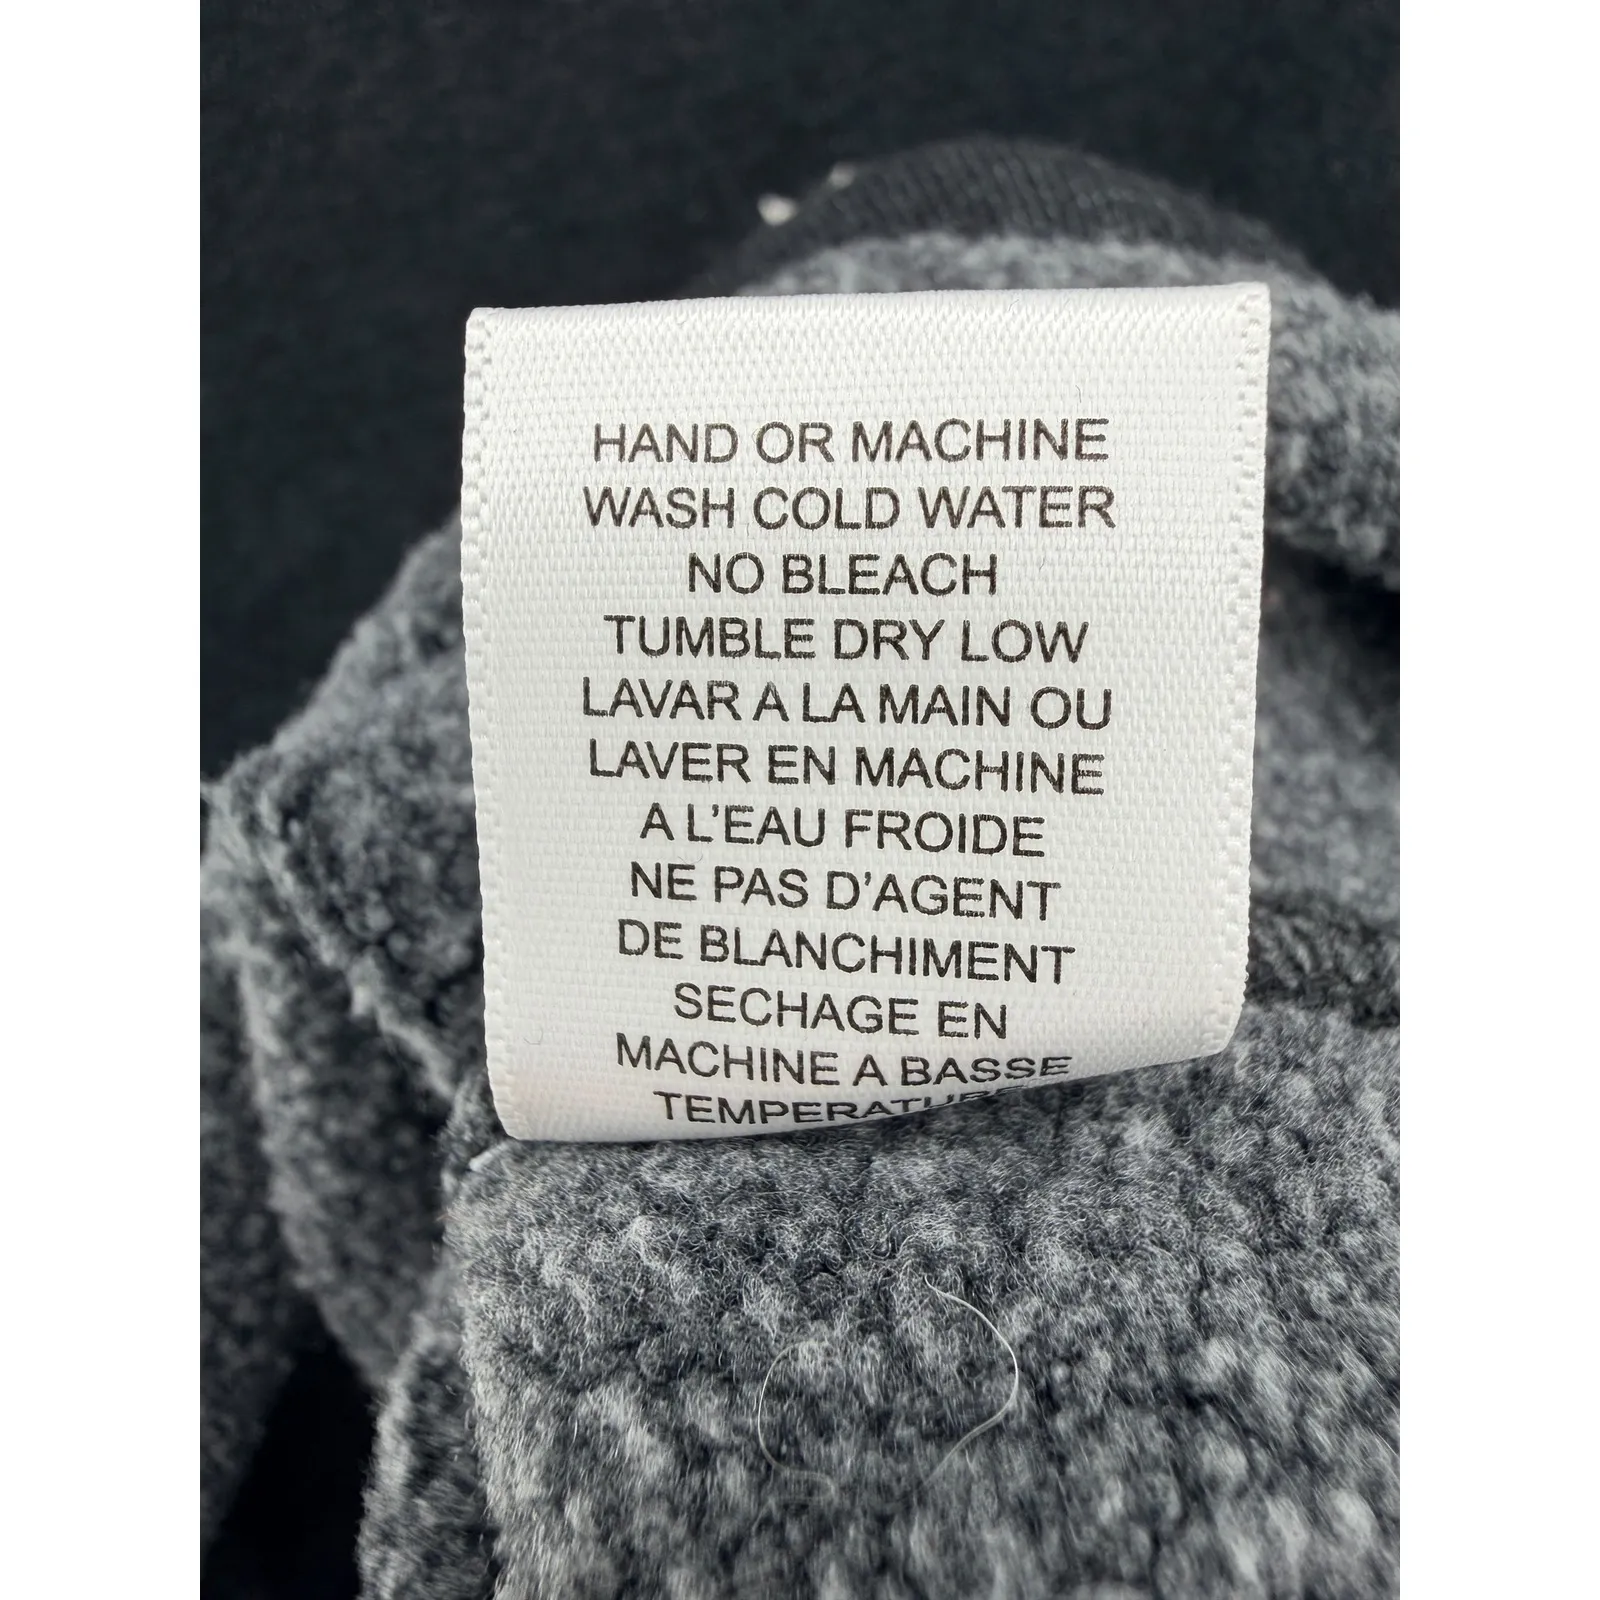 HAND OR MACHINE
WASH COLD WATER
NO BLEACH
TUMBLE DRY LOW
LAVAR A LA MAIN OU
LAVER EN MACHINE
A L'EAU FROIDE
NE PAS D'AGENT
DE BLANCHIMENT
SECHAGE EN
MACHINE A BASSE
TEMPERATURE